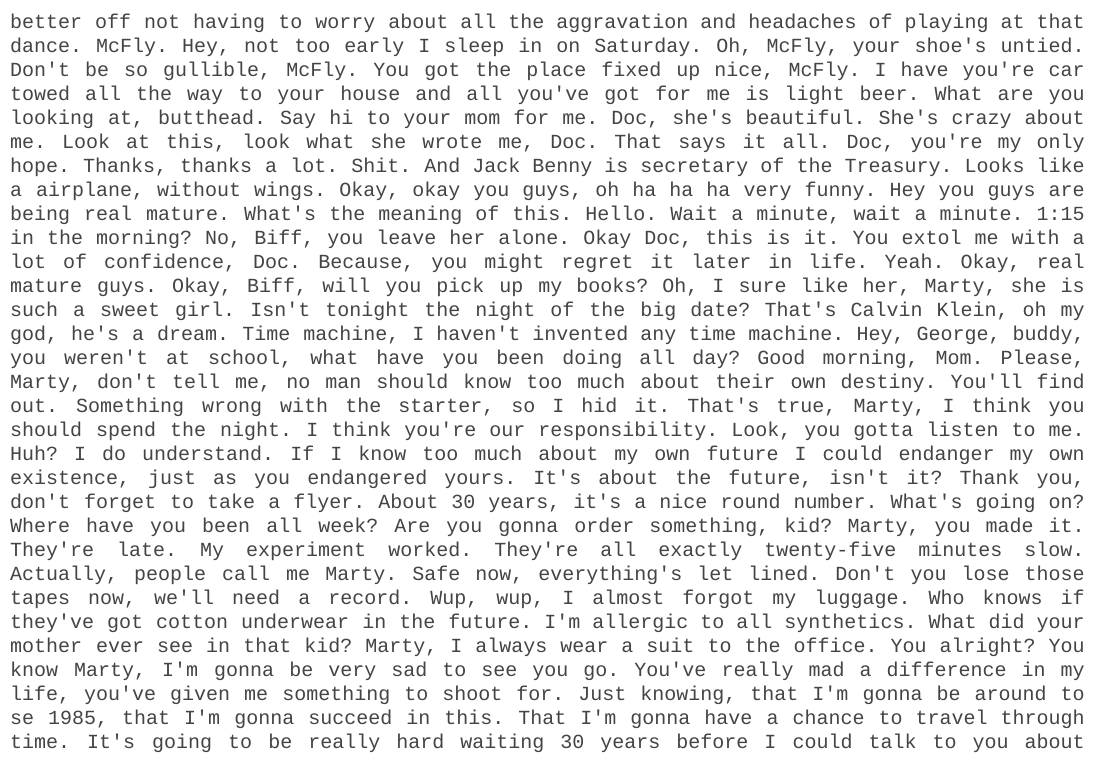 better off not having to worry about all the aggravation and headaches of playing at that
dance. McFly. Hey, not too early I sleep in on Saturday. Oh, McFly, your shoe's untied.
Don't be so gullible, McFly. You got the place fixed up nice, McFly. I have you're car
towed all the way to your house and all you've got for me is light beer. What are you
looking at, butthead. Say hi to your mom for me. Doc, she's beautiful. She's crazy about
me. Look at this, look what she wrote me, Doc. That says it all. Doc, you're my only
hope. Thanks, thanks a lot. Shit. And Jack Benny is secretary of the Treasury. Looks like
a airplane, without wings. Okay, okay you guys, oh ha ha ha very funny. Hey you guys are
being real mature. What's the meaning of this. Hello. Wait a minute, wait a minute. 1:15
in the morning? No, Biff, you leave her alone. Okay Doc, this is it. You extol me with a
lot of confidence, Doc. Because, you might regret it later in life. Yeah. Okay, real
mature guys. Okay, Biff, will you pick up my books? Oh, I sure like her, Marty, she is
such a sweet girl. Isn't tonight the night of the big date? That's Calvin Klein, oh my
god, he's a dream. Time machine, I haven't invented any time machine. Hey, George, buddy,
you weren't at school, what have you been doing all day? Good morning, Mom. Please,
Marty, don't tell me, no man should know too much about their own destiny. You'll find
out. Something wrong with the starter, so I hid it. That's true, Marty, I think you
should spend the night. I think you're our responsibility. Look, you gotta listen to me.
Huh? I do understand. If I know too much about my own future I could endanger my own
existence, just as you endangered yours. It's about the future, isn't it? Thank you,
don't forget to take a flyer. About 30 years, it's a nice round number. What's going on?
Where have you been all week? Are you gonna order something, kid? Marty, you made it.
They're late. My experiment worked. They're all exactly twenty-five minutes slow.
Actually, people call me Marty. Safe now, everything's let lined. Don't you lose those
tapes now, we'll need a record. Wup, wup, I almost forgot my luggage. Who knows if
they've got cotton underwear in the future. I'm allergic to all synthetics. What did your
mother ever see in that kid? Marty, I always wear a suit to the office. You alright? You
know Marty, I'm gonna be very sad to see you go. You've really mad a difference in my
life, you've given me something to shoot for. Just knowing, that I'm gonna be around to
se 1985, that I'm gonna succeed in this. That I'm gonna have a chance to travel through
time. It's going to be really hard waiting 30 years before I could talk to you about